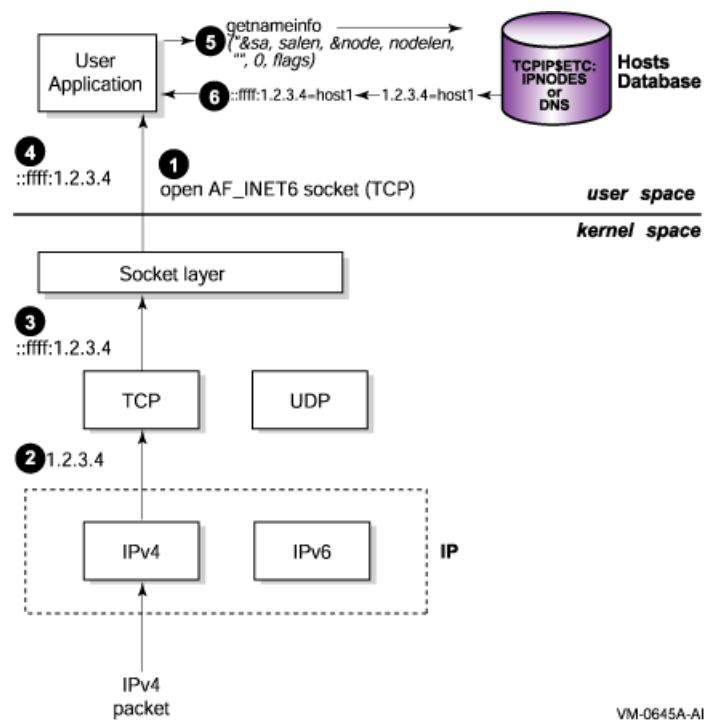 User
Application
5
getnameinfo
("&sa, salen, &node, nodelen,
"", 0, flags)
6
::ffff:1.2.3.4=host1
1.2.3.4=host1
TCPIP$ETC:
IPNODES
or
DNS
Hosts
Database
4
::ffff:1.2.3.4
1
open AF_INET6 socket (TCP)
user space
kernel space
Socket layer
3
::ffff:1.2.3.4
TCP
UDP
2
1.2.3.4
IPv4
IPv6
IP
IPv4
packet
VM-0645A-AI